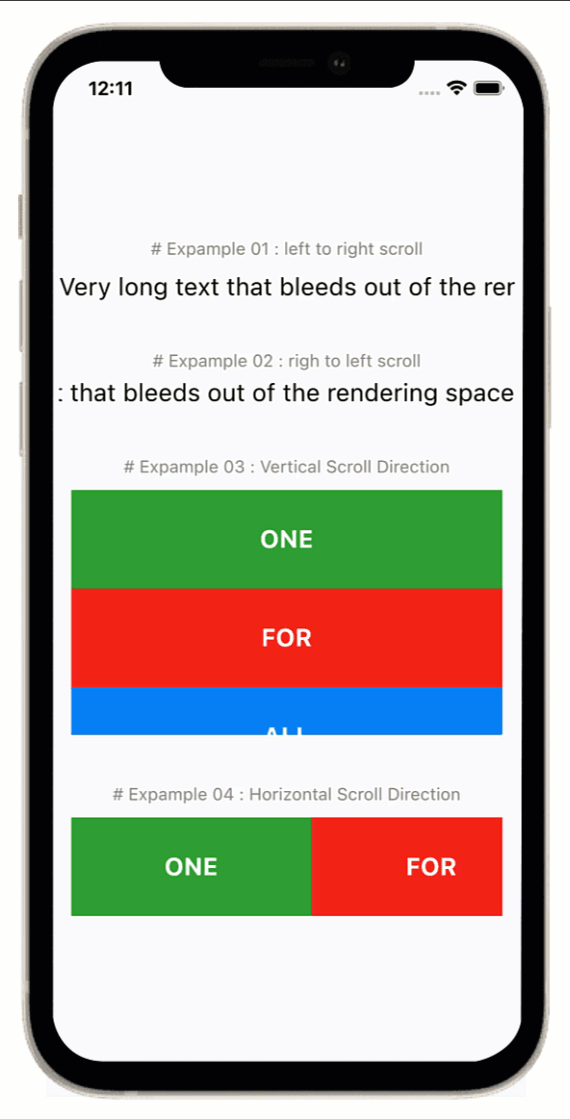 12:11
# Expample 01 : left to right scroll
Very long text that bleeds out of the rer
# Expample 02 : righ to left scroll
: that bleeds out of the rendering space
# Expample 03 : Vertical Scroll Direction
ONE
FOR
ALL
# Expample 04 : Horizontal Scroll Direction
ONE FOR